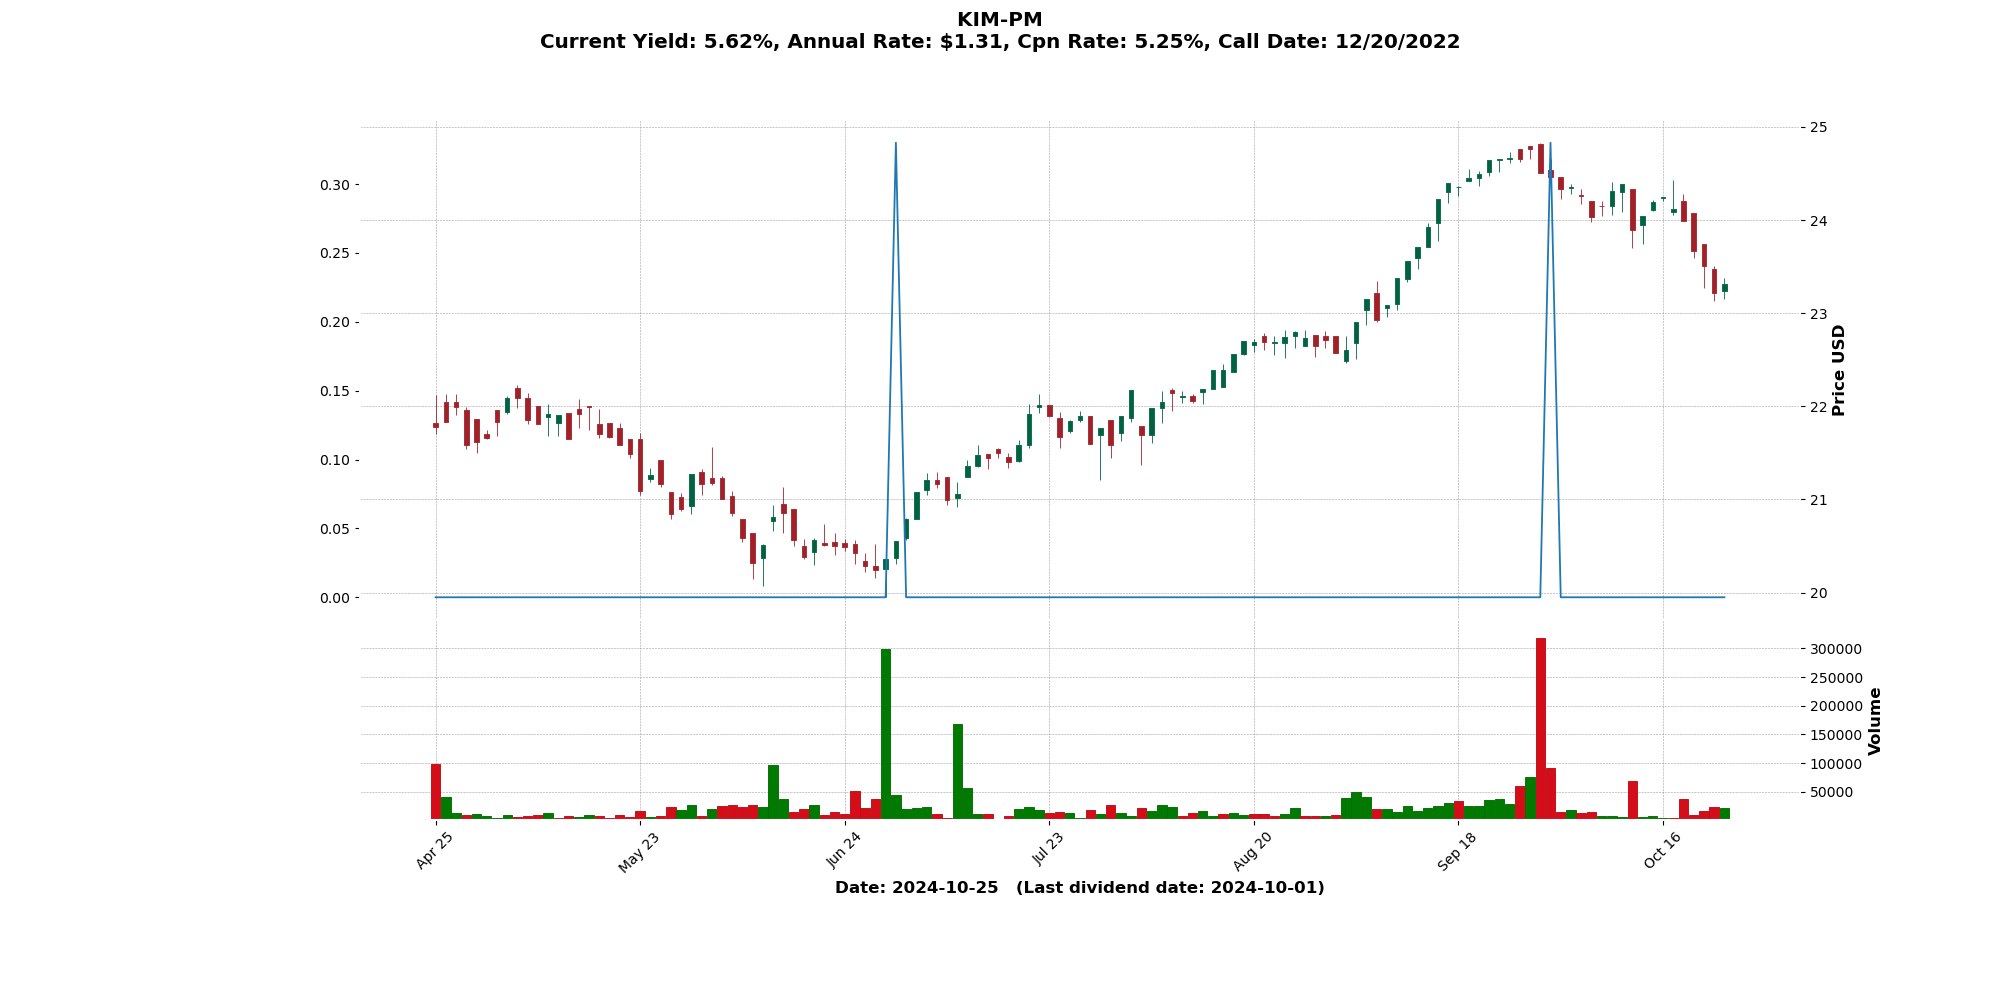 KIM-PM
Current Yield: 5.62%, Annual Rate: $1.31, Cpn Rate: 5.25%, Call Date: 12/20/2022
0.30
0.25
0.20
0.15
0.10
0.05
0.00
25
24
23
22
21
20
Price USD
300000
250000
200000
150000
100000
50000
Volume
Apr 25
May 23
Jun 24
Jul 23
Aug 20
Sep 18
Oct 16
Date: 2024-10-25 (Last dividend date: 2024-10-01)